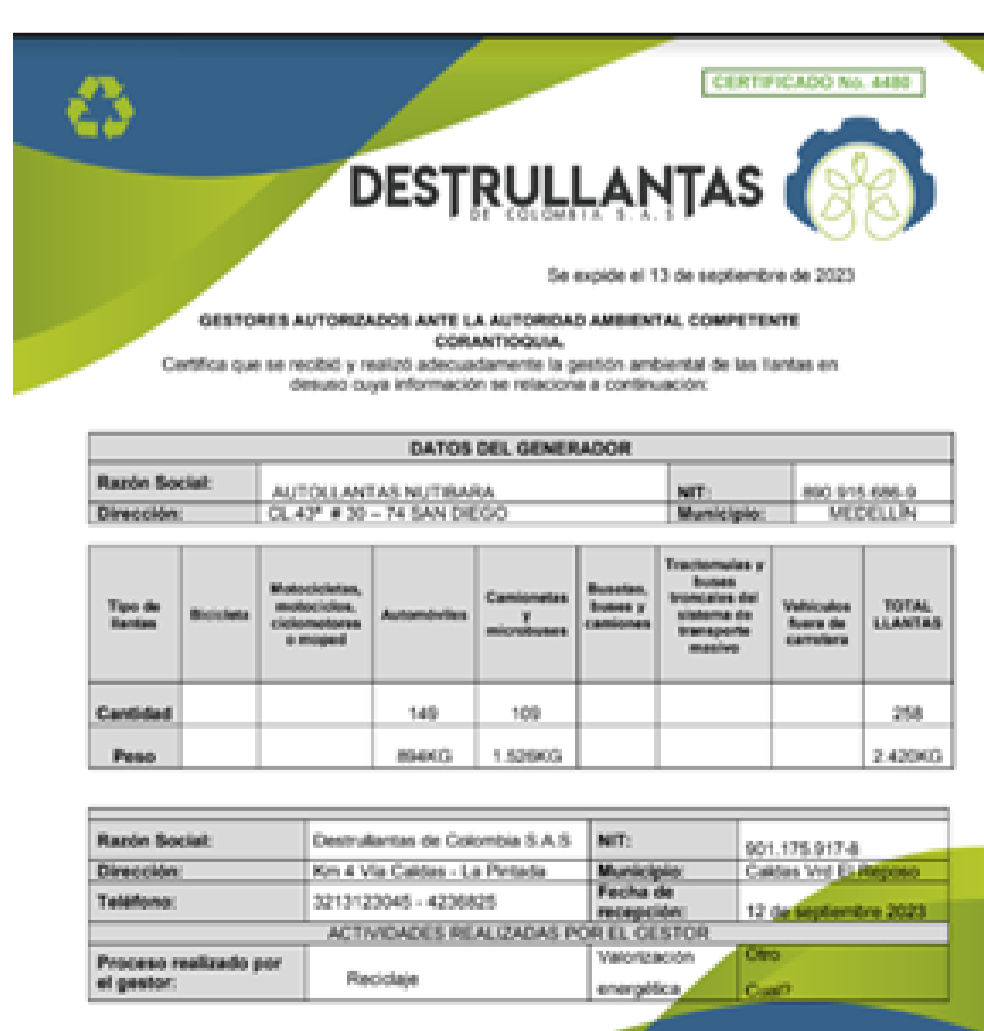 CERTIFICADO No. 4480
DESTRULLANTAS
DE COLOMBIA S.A.S
Se expide el 13 de septiembre de 2023
GESTORES AUTORIZADOS ANTE LA AUTORIDAD AMBIENTAL COMPETENTE
CORANTIOQUIA.
Certifica que se recibió y realizó adecuadamente la gestión ambiental de las llantas en
desuso cuya información se relaciona a continuación:
DATOS DEL GENERADOR
Razón Social: AUTOLLANTAS NUTIBARA NIT: 890.915.686-9
Dirección: CL 43ª # 30 – 74 SAN DIEGO Municipio: MEDELLÍN
Tipo de llantas Bicicleta Motocicletas, motociclos, ciclomotores o moped Automóviles Camionetas y microbuses Busetas, buses y camiones Tractomulas y buses troncales del sistema de transporte masivo Vehículos fuera de carretera TOTAL LLANTAS
Cantidad 149 109 258
Peso 894KG 1.526KG 2.420KG
Razón Social: Destrullantas de Colombia S.A.S NIT: 901.175.917-6
Dirección: Km 4 Vía Caldas - La Pintada Municipio: Caldas Vrd El Reposo
Teléfono: 3213123045 - 4236825 Fecha de recepción: 12 de septiembre 2023
ACTIVIDADES REALIZADAS POR EL GESTOR
Proceso realizado por el gestor: Reciclaje Valorización energética Otro Cual?